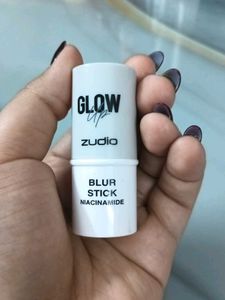 GLOW
Up
zudio
BLUR
STICK
NIACINAMIDE